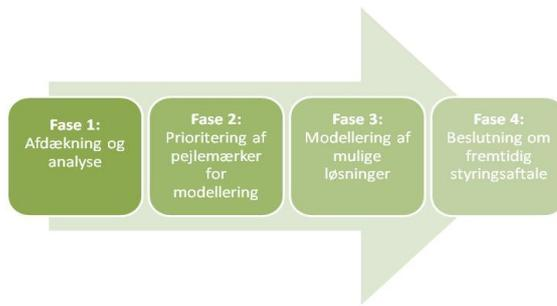 Fase 1:
Afdækning og
analyse
Fase 2:
Prioritering af
pejlemærker
for
modellering
Fase 3:
Modellering af
mulige
løsninger
Fase 4:
Beslutning om
fremtidig
styringsaftale